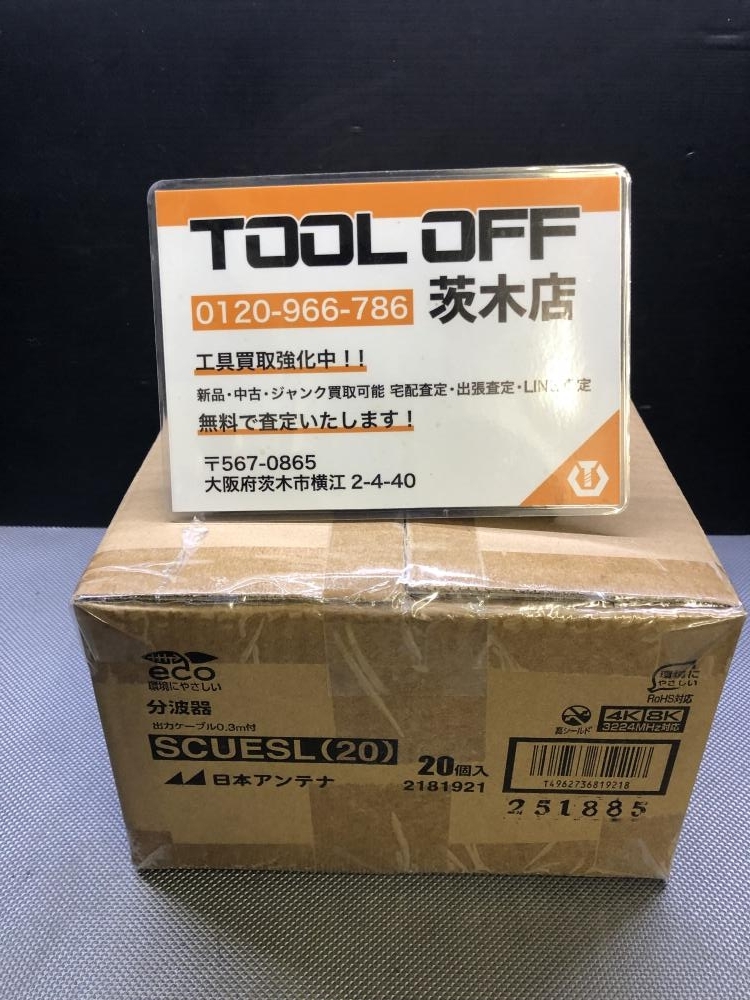 TOOL OFF
0120-966-786 茨木店
工具買取強化中!!
新品・中古・ジャンク買取可能 宅配査定・出張査定・LINE査定
無料で査定いたします!
〒567-0865
大阪府茨木市横江 2-4-40
eco
環境にやさしい
分波器
出力ケーブル0.3m付
SCUESL(20)
日本アンテナ
20個入
2181921
環境に
やさしい
RoHS対応
高シールド
4K 8K
3224MHz対応
14962736819218
251885